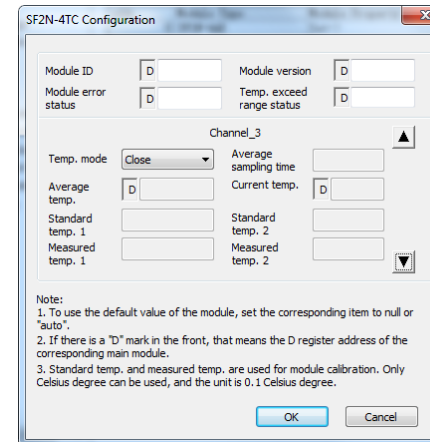 SF2N-4TC Configuration
Module ID D Module version D
Module error status D Temp. exceed range status D
Channel_3
Temp. mode Close Average sampling time
Average temp. D Current temp. D
Standard temp. 1 Standard temp. 2
Measured temp. 1 Measured temp. 2
Note:
1. To use the default value of the module, set the corresponding item to null or
"auto".
2. If there is a "D" mark in the front, that means the D register address of the
corresponding main module.
3. Standard temp. and measured temp. are used for module calibration. Only
Celsius degree can be used, and the unit is 0.1 Celsius degree.
OK Cancel